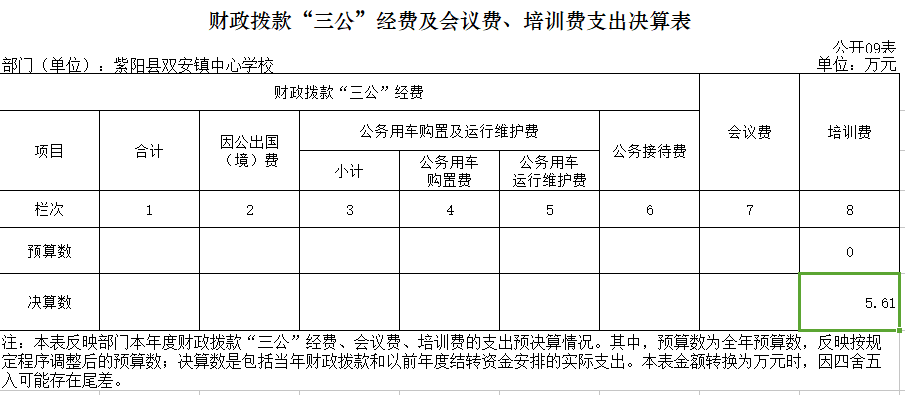 财政拨款“三公”经费及会议费、培训费支出决算表
公开09表
部门（单位）：紫阳县双安镇中心学校
单位：万元
财政拨款“三公”经费
会议费
培训费
项目
合计
因公出国
（境）费
公务用车购置及运行维护费
公务接待费
小计
公务用车
购置费
公务用车
运行维护费
栏次 1 2 3 4 5 6 7 8
预算数 0
决算数 5.61
注：本表反映部门本年度财政拨款“三公”经费、会议费、培训费的支出预决算情况。其中，预算数为全年预算数，反映按规
定程序调整后的预算数；决算数是包括当年财政拨款和以前年度结转资金安排的实际支出。本表金额转换为万元时，因四舍五
入可能存在尾差。